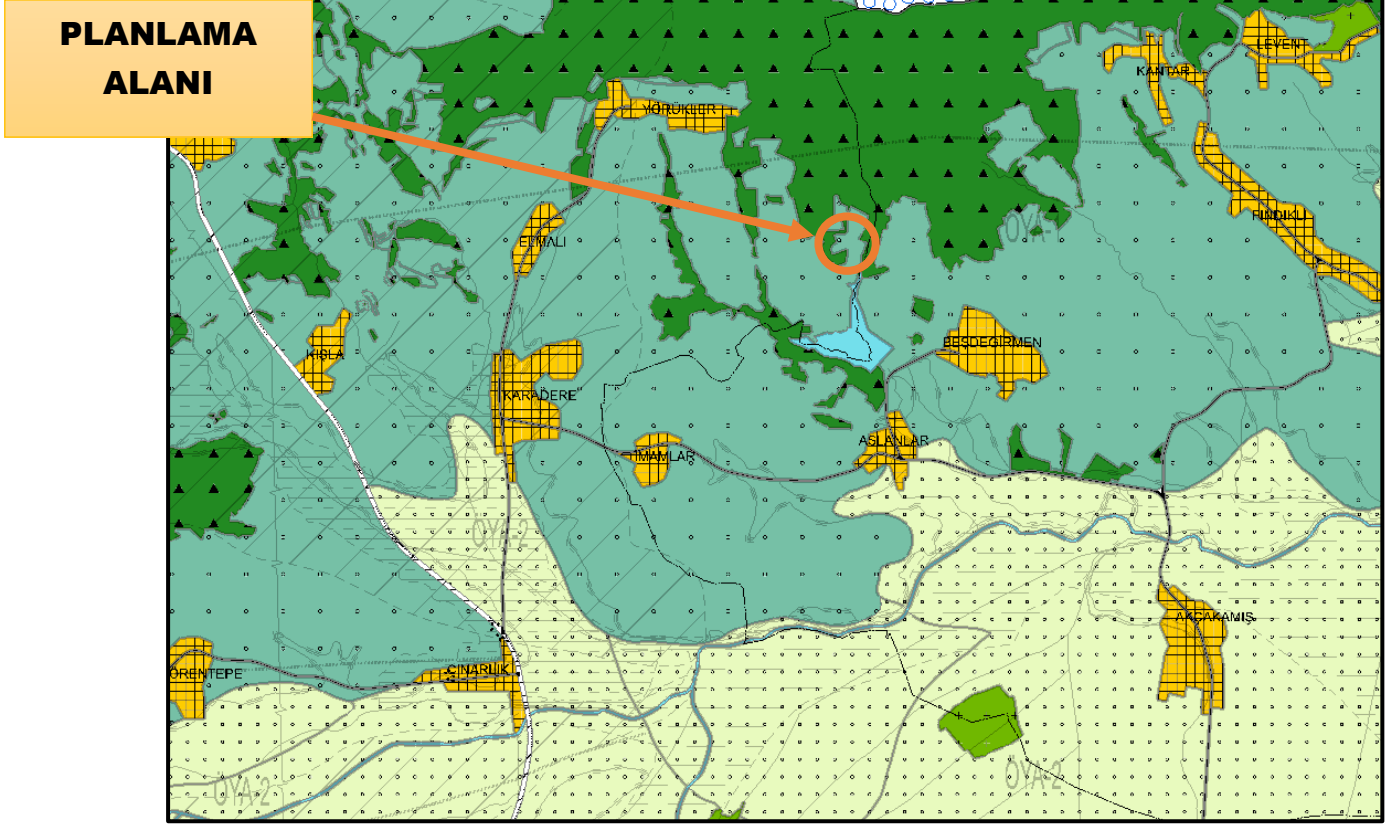 PLANLAMA
ALANI
LEVENT
KANTAR
YÖRÜKLER
FINDIKLI
OYA-
ELMALI
BEŞDEĞİRMEN
KIŞLA
KARADERE
ASLANLAR
İMAMLAR
OYA-2
AKÇAKAMIŞ
ÖRENTEPE
ÇINARLIK
OYA-2
OYA-2